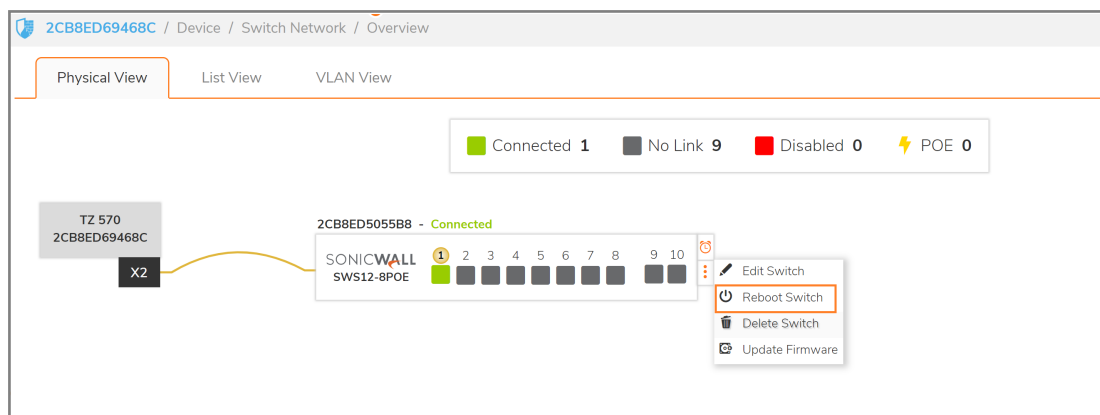 2CB8ED69468C / Device / Switch Network / Overview
Physical View List View VLAN View
Connected 1 No Link 9 Disabled 0 POE 0
TZ 570
2CB8ED69468C
X2
2CB8ED5055B8 - Connected
SONICWALL
SWS12-8POE
1 2 3 4 5 6 7 8 9 10
Edit Switch
Reboot Switch
Delete Switch
Update Firmware